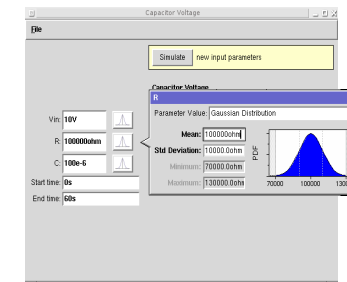 Capacitor Voltage
File
Simulate new input parameters
Capacitor Voltage
R
Parameter Value: Gaussian Distribution
Vin: 10V
R: 100000ohm
C: 100e-6
Start time: 0s
End time: 60s
Mean: 100000ohm
Std Deviation: 10000.0ohm
Minimum: 70000.0ohm
Maximum: 130000.0ohm
PDF
70000 100000 1300